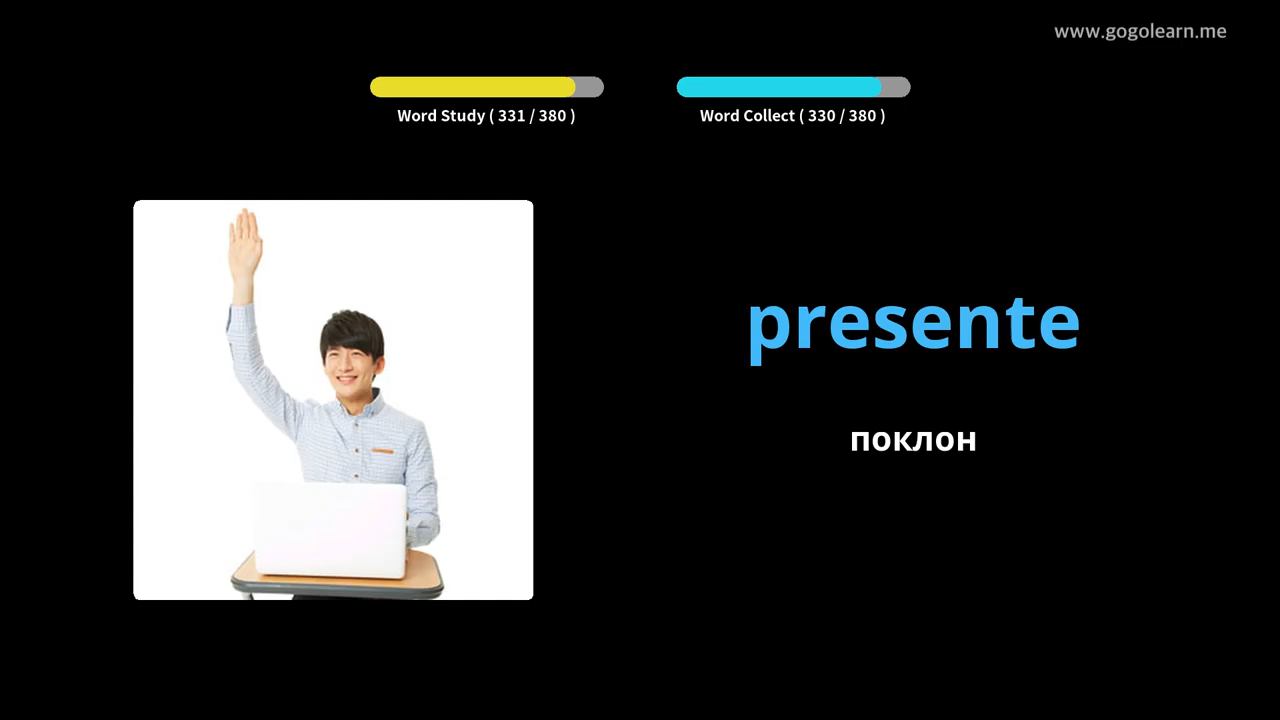 www.gogolearn.me
Word Study ( 331 / 380 )
Word Collect ( 330 / 380 )
presente
поклон